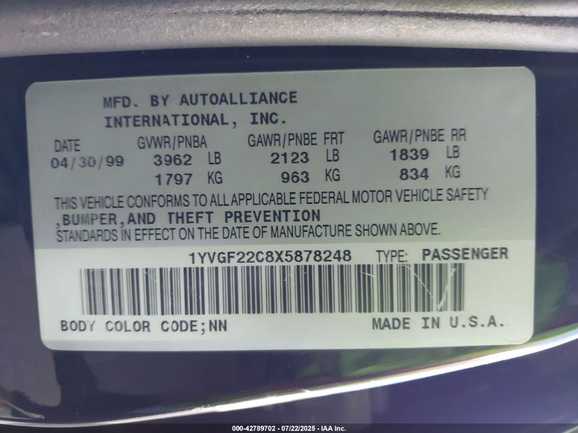 MFD. BY AUTOALLIANCE
INTERNATIONAL, INC.
DATE GVWR/PNBA GAWR/PNBE FRT GAWR/PNBE RR
04/30/99 3962 LB 2123 LB 1839 LB
1797 KG 963 KG 834 KG
THIS VEHICLE CONFORMS TO ALL APPLICABLE FEDERAL MOTOR VEHICLE SAFETY
,BUMPER,AND THEFT PREVENTION
STANDARDS IN EFFECT ON THE DATE OF MANUFACTURE SHOWN ABOVE.
1YVGF22C8X5878248 TYPE: PASSENGER
BODY COLOR CODE;NN MADE IN U.S.A.
000-42789702 - 07/22/2025 - IAA Inc.